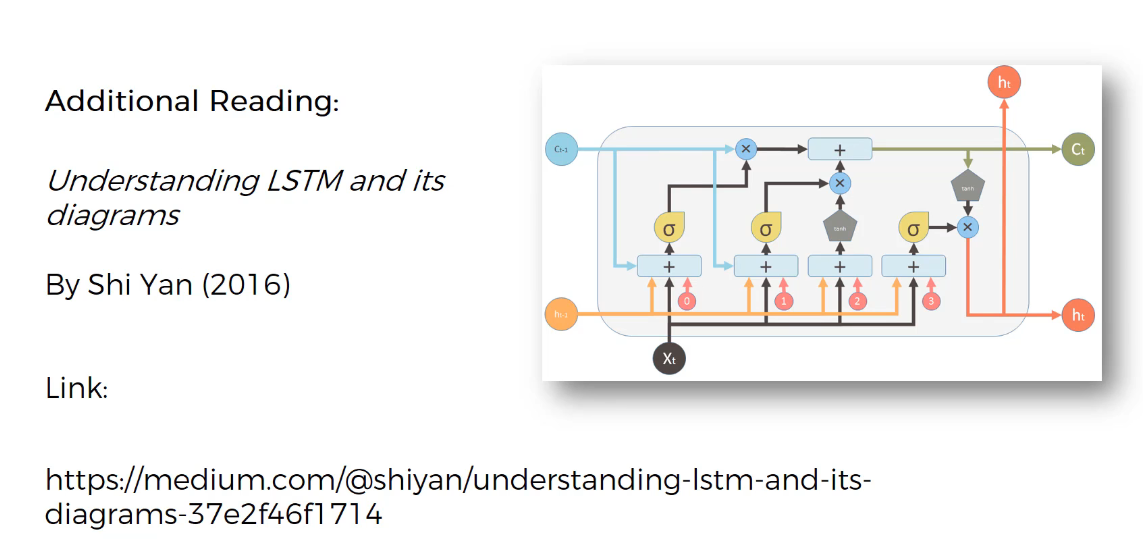 Additional Reading:
Understanding LSTM and its
diagrams
By Shi Yan (2016)
Link:
https://medium.com/@shiyan/understanding-lstm-and-its-
diagrams-37e2f46f1714
ht
Ct-1
×
+
Ct
×
tanh
σ
σ
tanh
σ
×
+
+
+
+
0
1
2
3
ht-1
ht
Xt